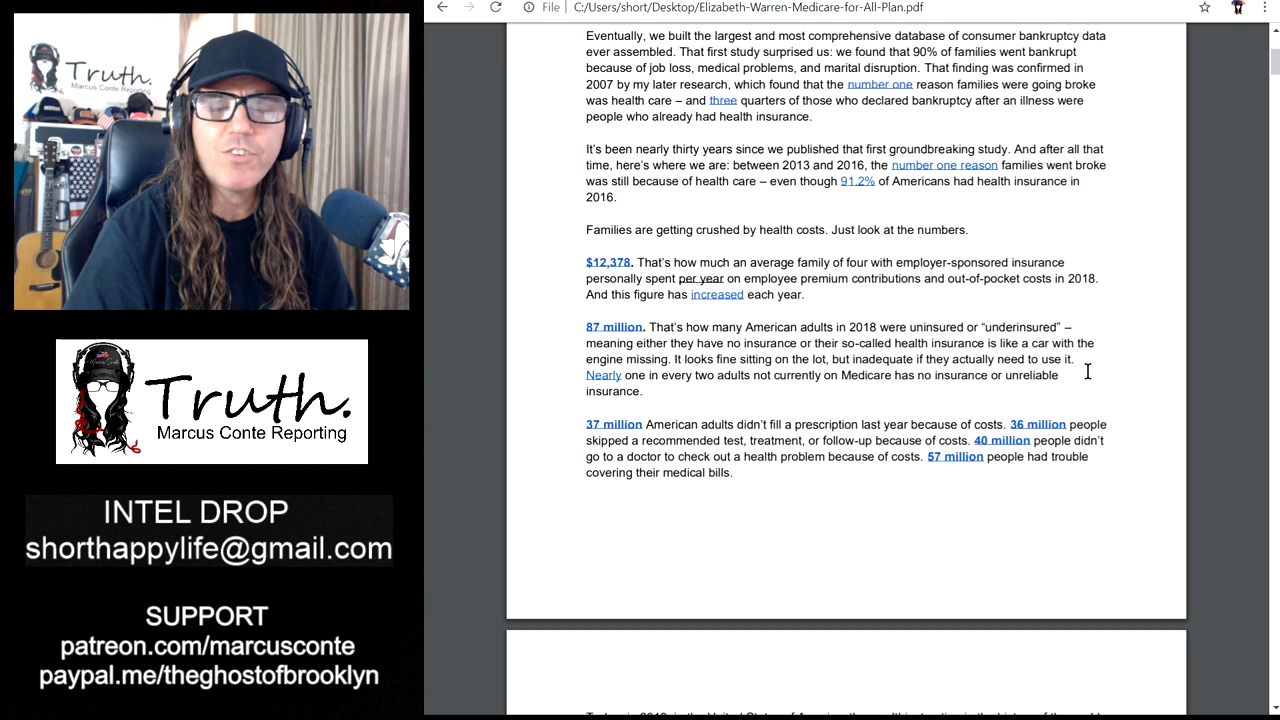 Truth.
Marcus Conte Reporting
Truth.
Marcus Conte Reporting
INTEL DROP
shorthappylife@gmail.com
SUPPORT
patreon.com/marcusconte
paypal.me/theghostofbrooklyn
File
C:/Users/short/Desktop/Elizabeth-Warren-Medicare-for-All-Plan.pdf
Eventually, we built the largest and most comprehensive database of consumer bankruptcy data
ever assembled. That first study surprised us: we found that 90% of families went bankrupt
because of job loss, medical problems, and marital disruption. That finding was confirmed in
2007 by my later research, which found that the number one reason families were going broke
was health care – and three quarters of those who declared bankruptcy after an illness were
people who already had health insurance.
It's been nearly thirty years since we published that first groundbreaking study. And after all that
time, here's where we are: between 2013 and 2016, the number one reason families went broke
was still because of health care – even though 91.2% of Americans had health insurance in
2016.
Families are getting crushed by health costs. Just look at the numbers.
$12,378. That's how much an average family of four with employer-sponsored insurance
personally spent per year on employee premium contributions and out-of-pocket costs in 2018.
And this figure has increased each year.
87 million. That's how many American adults in 2018 were uninsured or “underinsured” –
meaning either they have no insurance or their so-called health insurance is like a car with the
engine missing. It looks fine sitting on the lot, but inadequate if they actually need to use it.
Nearly one in every two adults not currently on Medicare has no insurance or unreliable
insurance.
37 million American adults didn't fill a prescription last year because of costs. 36 million people
skipped a recommended test, treatment, or follow-up because of costs. 40 million people didn't
go to a doctor to check out a health problem because of costs. 57 million people had trouble
covering their medical bills.